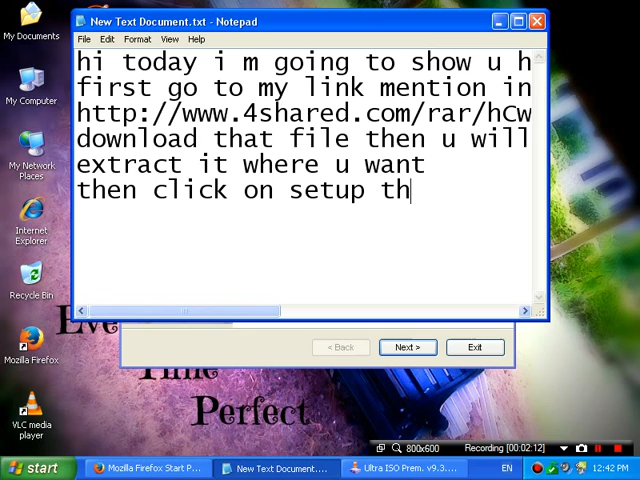 New Text Document.txt - Notepad
File Edit Format View Help
hi today i m going to show u h
first go to my link mention in
http://www.4shared.com/rar/hCw
download that file then u will
extract it where u want
then click on setup th
My Documents
My Computer
My Network
Places
Internet
Explorer
Recycle Bin
Mozilla Firefox
VLC media
player
Eve
Time
Perfect
< Back Next > Exit
800x600 Recording [00:02:12]
start Mozilla Firefox Start P... New Text Document.... Ultra ISO Prem. v9.3.... EN 12:42 PM